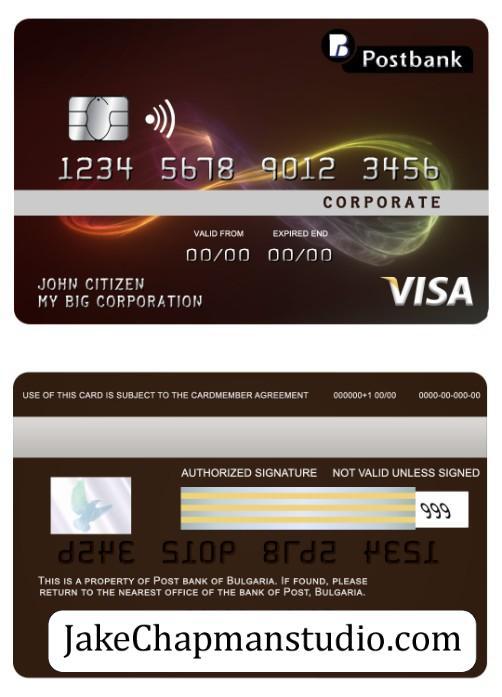 Postbank
1234 5678 9012 3456
CORPORATE
VALID FROM EXPIRED END
00/00 00/00
JOHN CITIZEN
MY BIG CORPORATION
VISA
USE OF THIS CARD IS SUBJECT TO THE CARDMEMBER AGREEMENT 000000+1 00/00 0000-00-000-00
AUTHORIZED SIGNATURE NOT VALID UNLESS SIGNED
999
THIS IS A PROPERTY OF POST BANK OF BULGARIA. IF FOUND, PLEASE
RETURN TO THE NEAREST OFFICE OF THE BANK OF POST, BULGARIA.
JakeChapmanstudio.com